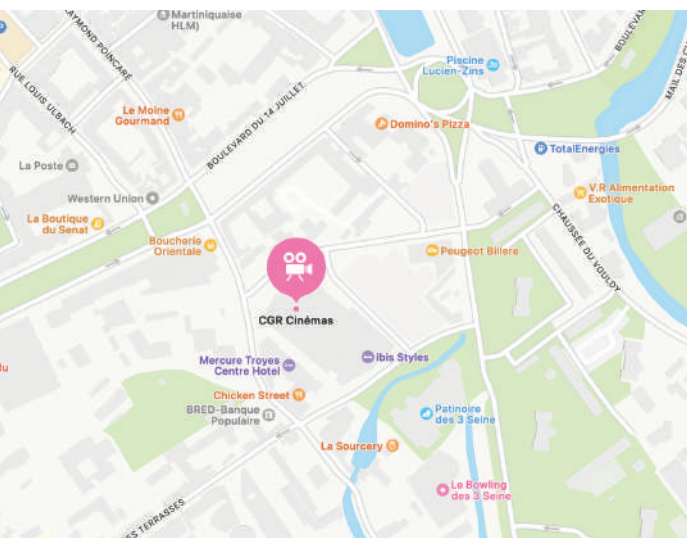 Martiniquaise
HLM)
RAYMOND POINCARÉ
BOULEVARD
MAIL DES
Piscine
Lucien-Zins
RUE LOUIS ULBACH
Le Moine
Gourmand
BOULEVARD DU 14 JUILLET
Domino's Pizza
TotalEnergies
La Poste
Western Union
V.R Alimentation
Exotique
La Boutique
du Senat
CHAUSSÉE DU VOULDY
Boucherie
Orientale
Peugeot Billere
CGR Cinémas
Mercure Troyes
Centre Hotel
ibis Styles
Chicken Street
BRED-Banque
Populaire
Patinoire
des 3 Seine
La Sourcery
Le Bowling
des 3 Seine
TERRASSES